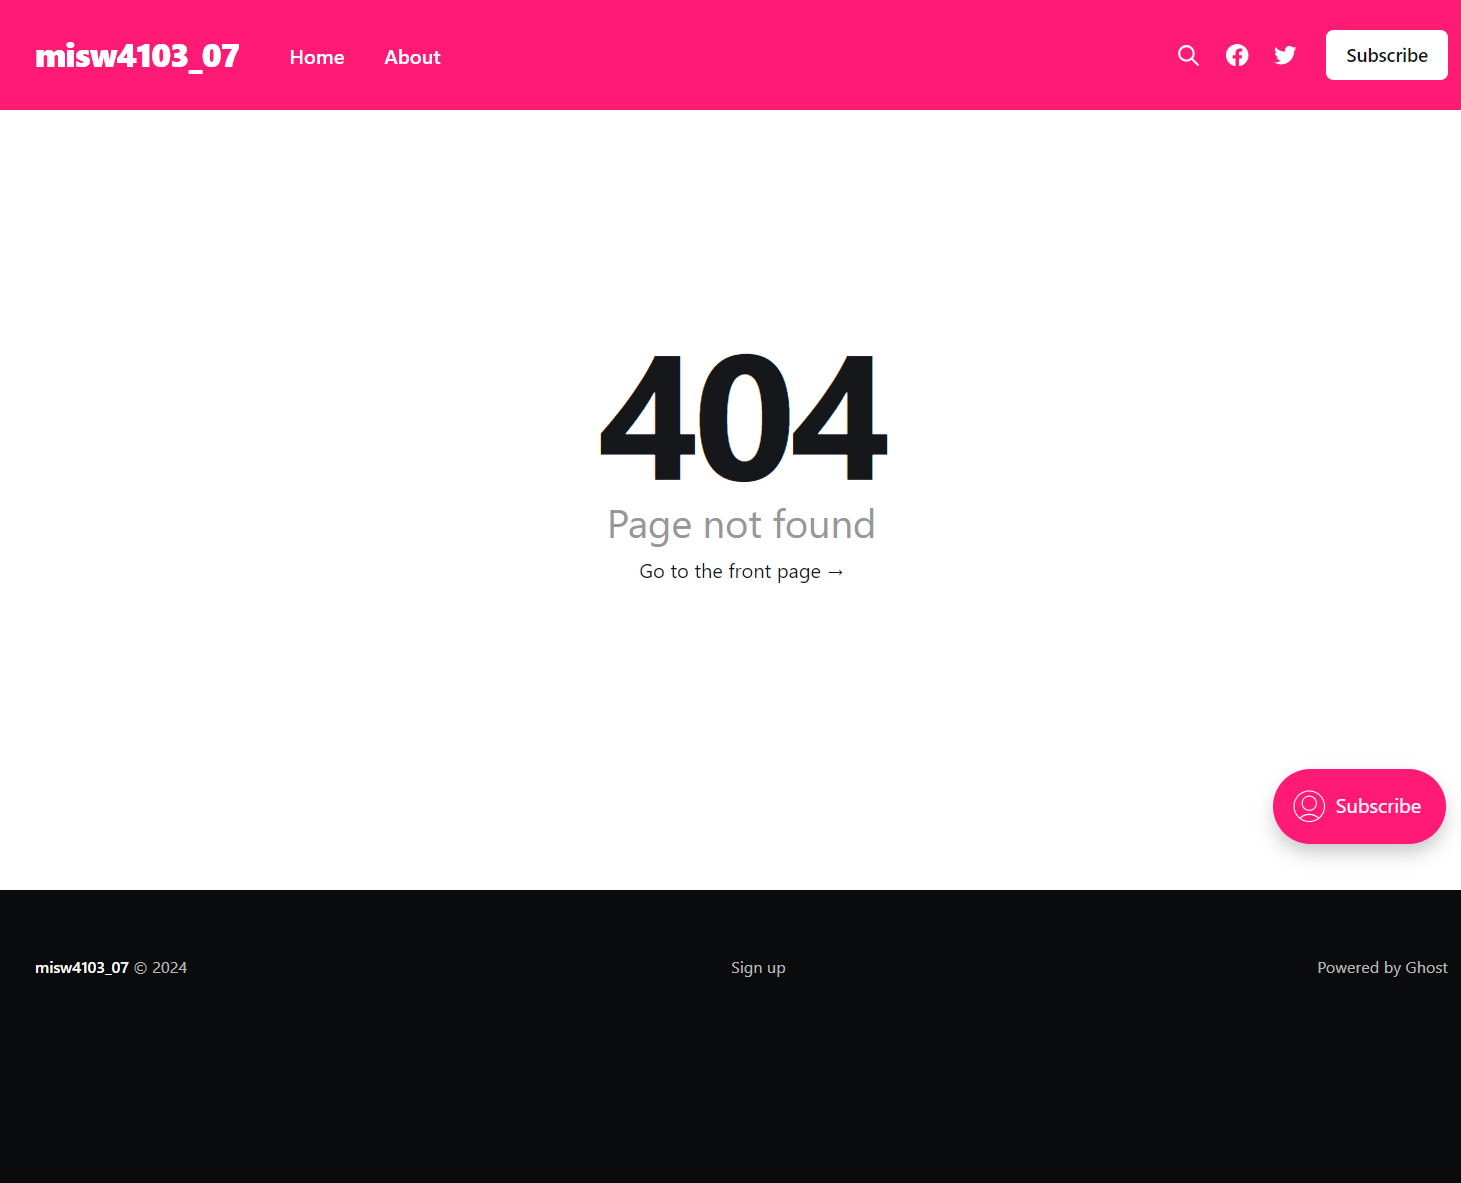 misw4103_07 Home About Subscribe
404
Page not found
Go to the front page →
Subscribe
misw4103_07 © 2024 Sign up Powered by Ghost